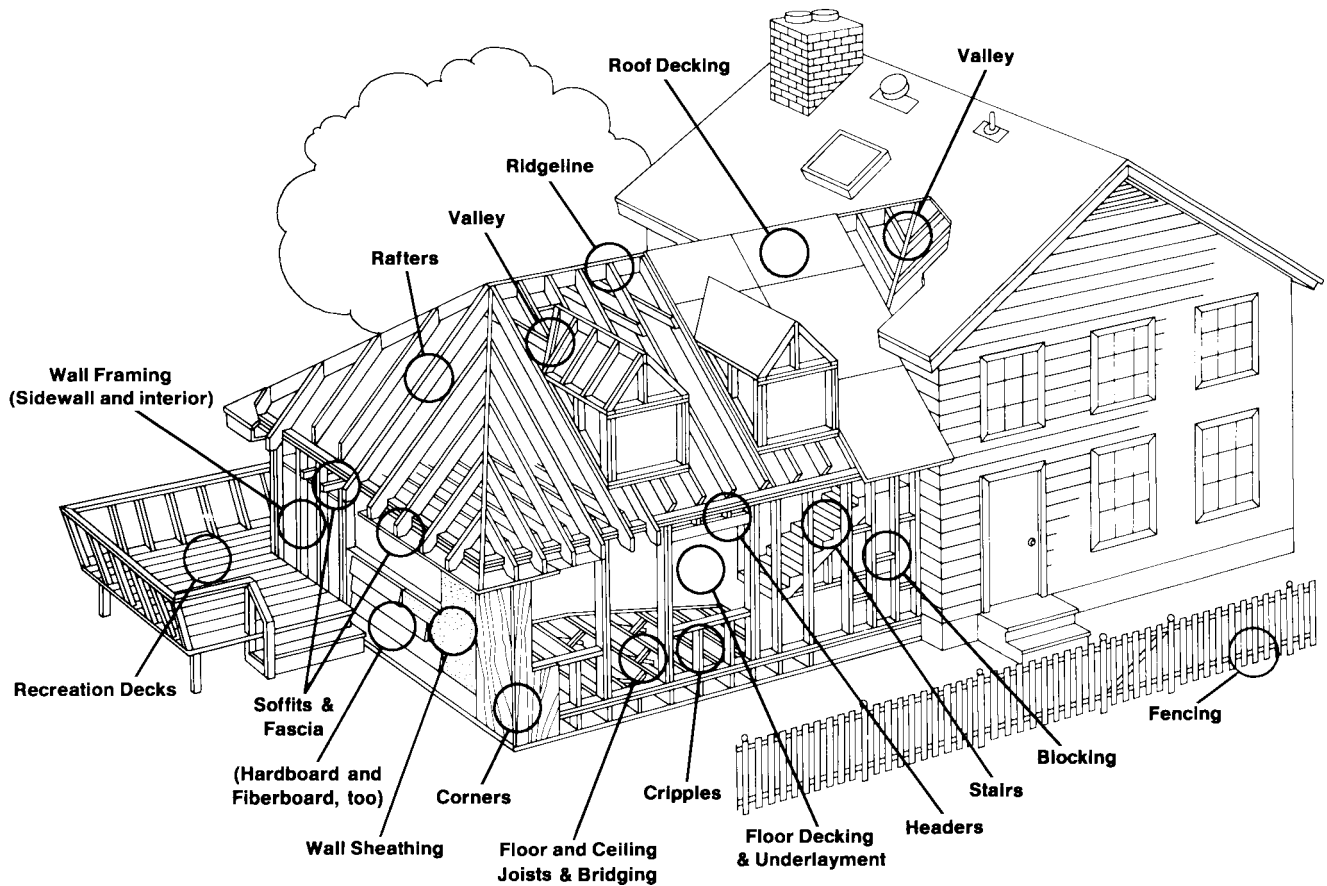 Roof Decking
Valley
Ridgeline
Valley
Rafters
Wall Framing
(Sidewall and interior)
Recreation Decks
Soffits &
Fascia
(Hardboard and
Fiberboard, too)
Wall Sheathing
Corners
Floor and Ceiling
Joists & Bridging
Cripples
Floor Decking
& Underlayment
Headers
Stairs
Blocking
Fencing